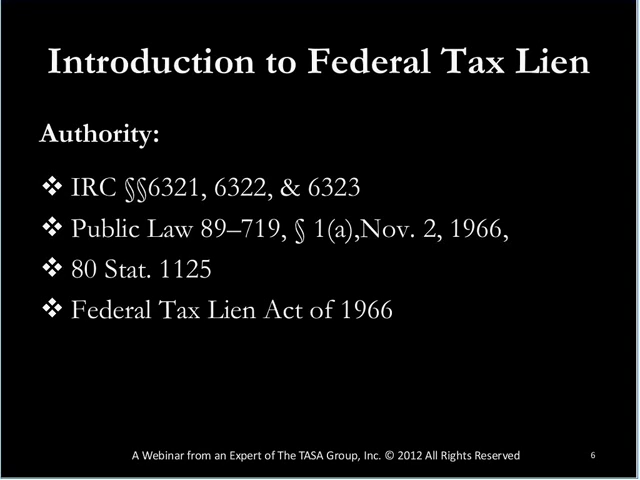 Introduction to Federal Tax Lien
Authority:
❖ IRC §§6321, 6322, & 6323
❖ Public Law 89–719, § 1(a),Nov. 2, 1966,
❖ 80 Stat. 1125
❖ Federal Tax Lien Act of 1966
A Webinar from an Expert of The TASA Group, Inc. © 2012 All Rights Reserved
6